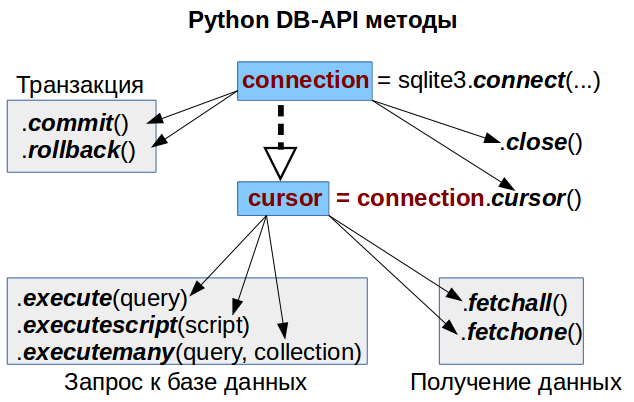 Python DB-API методы
connection = sqlite3.connect(...)
Транзакция
.commit()
.rollback()
.close()
cursor = connection.cursor()
.execute(query)
.executescript(script)
.executemany(query, collection)
Запрос к базе данных
.fetchall()
.fetchone()
Получение данных